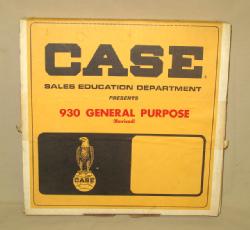 CASE
SALES EDUCATION DEPARTMENT
PRESENTS
930 GENERAL PURPOSE
(Revised)
CASE